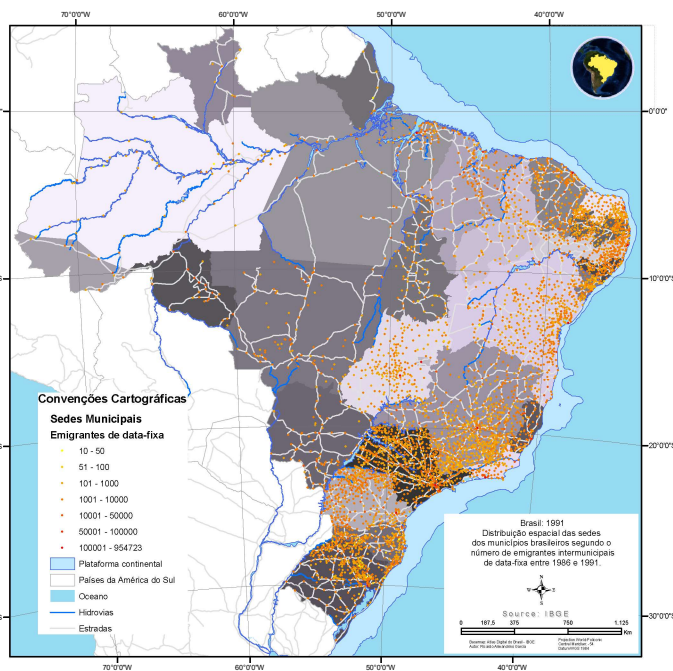 70°0'0"W 60°0'0"W 50°0'0"W 40°0'0"W
0°0'0"
10°0'0"S
20°0'0"S
30°0'0"S
Convenções Cartográficas
Sedes Municipais
Emigrantes de data-fixa
10 - 50
51 - 100
101 - 1000
1001 - 10000
10001 - 50000
50001 - 100000
100001 - 954723
Plataforma continental
Países da América do Sul
Oceano
Hidrovias
Estradas
Brasil: 1991
Distribuição espacial das sedes
dos municípios brasileiros segundo o
número de emigrantes intermunicipais
de data-fixa entre 1986 e 1991.
N
W E
S
Source: IBGE
0 187,5 375 750 1.125
Km
70°0'0"W 60°0'0"W 50°0'0"W 40°0'0"W